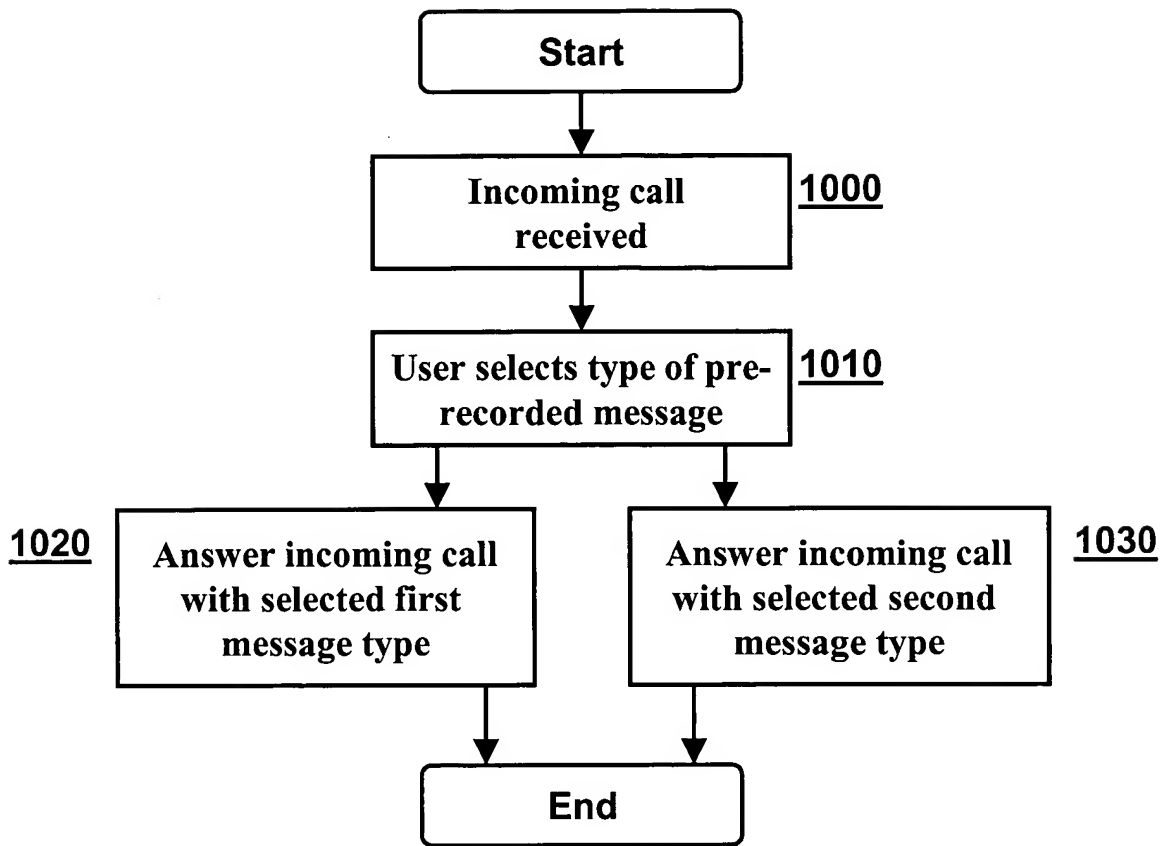 Start
Incoming call
received
1000
User selects type of pre-
recorded message
1010
1020
Answer incoming call
with selected first
message type
Answer incoming call
with selected second
message type
1030
End